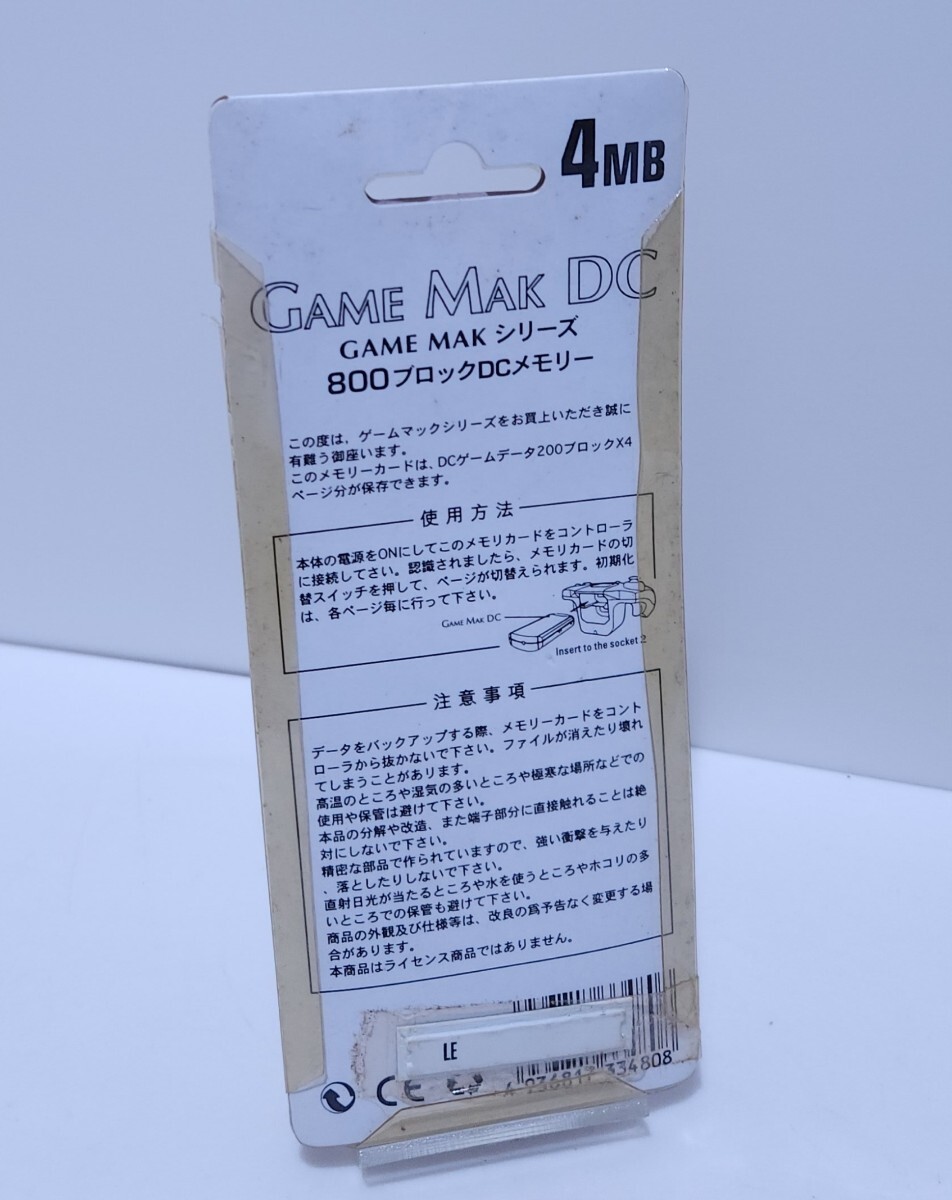 4MB
GAME MAK DC
GAME MAK シリーズ
800ブロックDCメモリー
この度は，ゲームマックシリーズをお買上いただき誠に
有難う御座います。
このメモリーカードは、DCゲームデータ200ブロックX4
ページ分が保存できます。
使用方法
本体の電源をONにしてこのメモリカードをコントローラ
に接続してさい。認識されましたら、メモリカードの切
替スイッチを押して、ページが切替えられます。初期化
は、各ページ毎に行って下さい。
GAME MAK DC
Insert to the socket 2
注意事項
データをバックアップする際、メモリーカードをコント
ローラから抜かないで下さい。ファイルが消えたり壊れ
てしまうことがあります。
高温のところや湿気の多いところや極寒な場所などでの
使用や保管は避けて下さい。
本品の分解や改造、また端子部分に直接触れることは絶
対にしないで下さい。
精密な部品で作られていますので、強い衝撃を与えたり
、落としたりしないで下さい。
直射日光が当たるところや水を使うところやホコリの多
いところでの保管も避けて下さい。
商品の外観及び仕様等は、改良の爲予告なく変更する場
合があります。
本商品はライセンス商品ではありません。
LE
CE
4 936817 334808